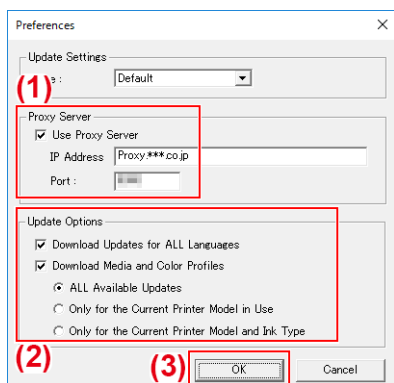 Preferences
Update Settings
(1)
e :
Default
Proxy Server
Use Proxy Server
IP Address
Proxy.***.co.jp
Port :
Update Options
Download Updates for ALL Languages
Download Media and Color Profiles
ALL Available Updates
Only for the Current Printer Model in Use
Only for the Current Printer Model and Ink Type
(2)
(3)
OK
Cancel